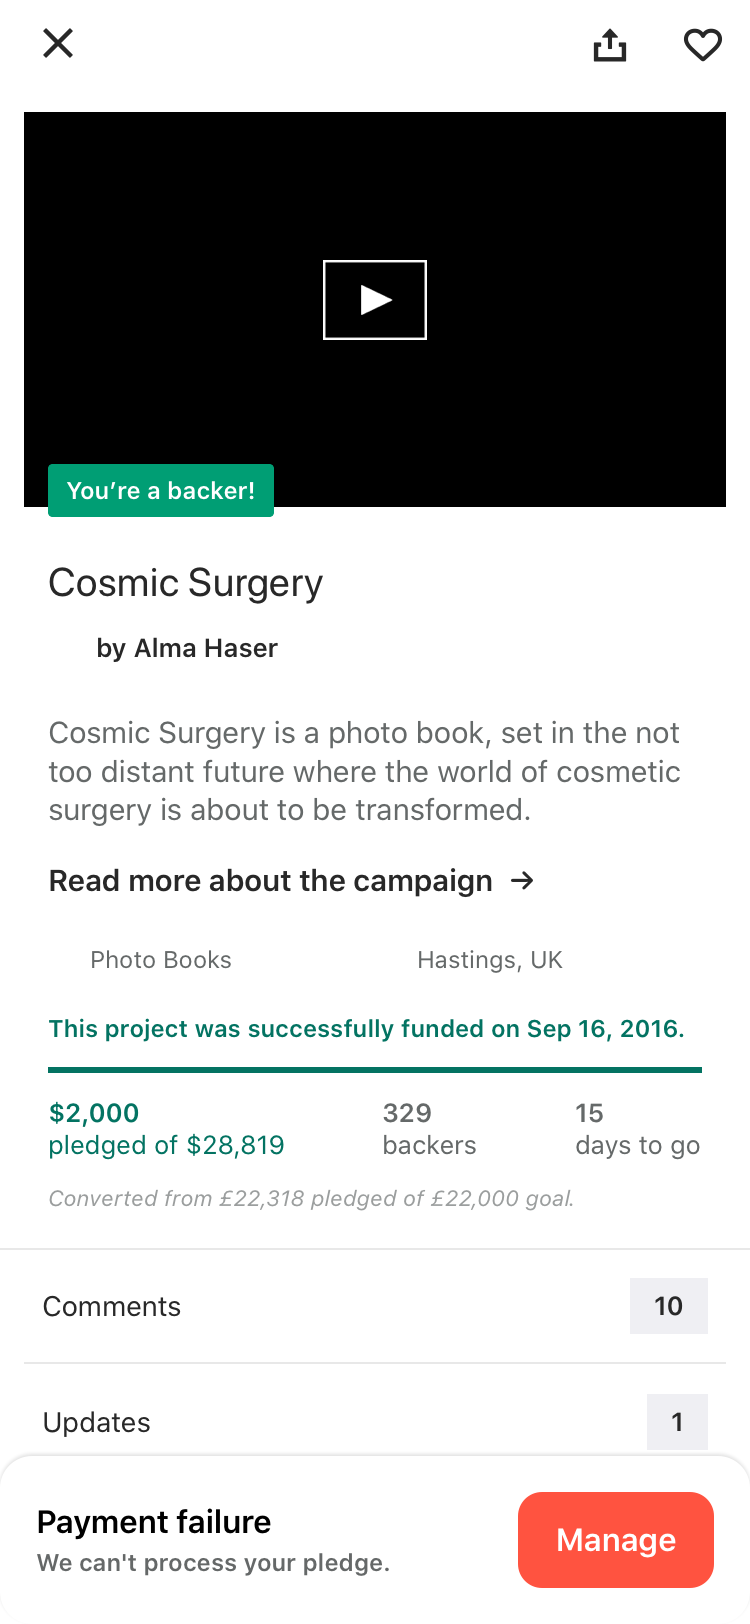 You’re a backer!
Cosmic Surgery
by Alma Haser
Cosmic Surgery is a photo book, set in the not
too distant future where the world of cosmetic
surgery is about to be transformed.
Read more about the campaign →
Photo Books
Hastings, UK
This project was successfully funded on Sep 16, 2016.
$2,000
pledged of $28,819
329
backers
15
days to go
Converted from £22,318 pledged of £22,000 goal.
Comments
10
Updates
1
Payment failure
We can't process your pledge.
Manage